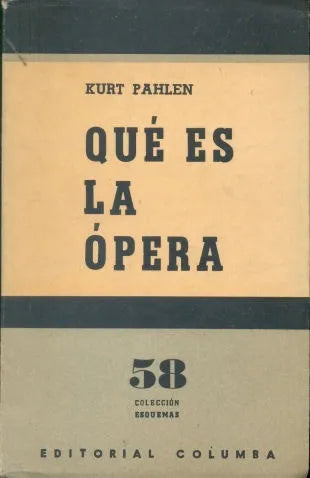 KURT PAHLEN
QUÉ ES
LA
ÓPERA
58
COLECCIÓN
ESQUEMAS
EDITORIAL COLUMBA